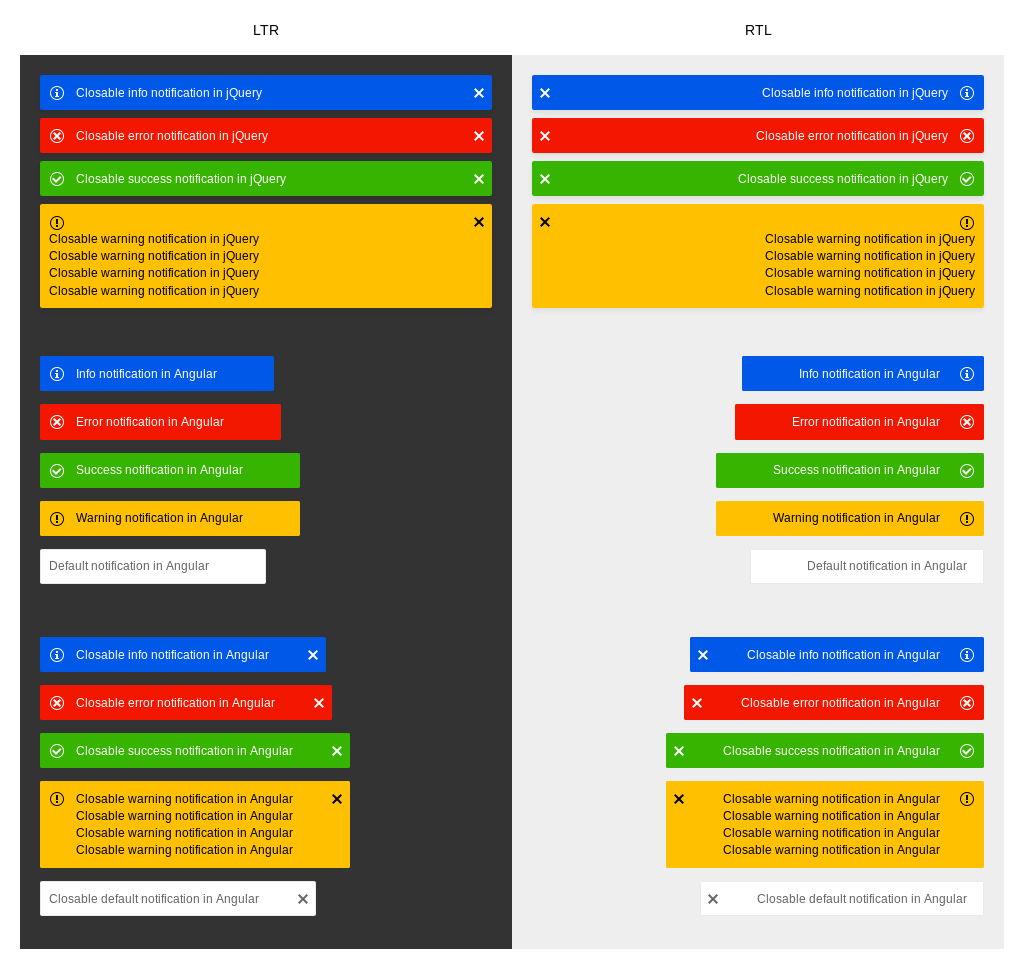 LTR
Closable info notification in jQuery
Closable error notification in jQuery
Closable success notification in jQuery
Closable warning notification in jQuery
Closable warning notification in jQuery
Closable warning notification in jQuery
Closable warning notification in jQuery
Info notification in Angular
Error notification in Angular
Success notification in Angular
Warning notification in Angular
Default notification in Angular
Closable info notification in Angular
Closable error notification in Angular
Closable success notification in Angular
Closable warning notification in Angular
Closable warning notification in Angular
Closable warning notification in Angular
Closable warning notification in Angular
Closable default notification in Angular
RTL
Closable info notification in jQuery
Closable error notification in jQuery
Closable success notification in jQuery
Closable warning notification in jQuery
Closable warning notification in jQuery
Closable warning notification in jQuery
Closable warning notification in jQuery
Info notification in Angular
Error notification in Angular
Success notification in Angular
Warning notification in Angular
Default notification in Angular
Closable info notification in Angular
Closable error notification in Angular
Closable success notification in Angular
Closable warning notification in Angular
Closable warning notification in Angular
Closable warning notification in Angular
Closable warning notification in Angular
Closable default notification in Angular